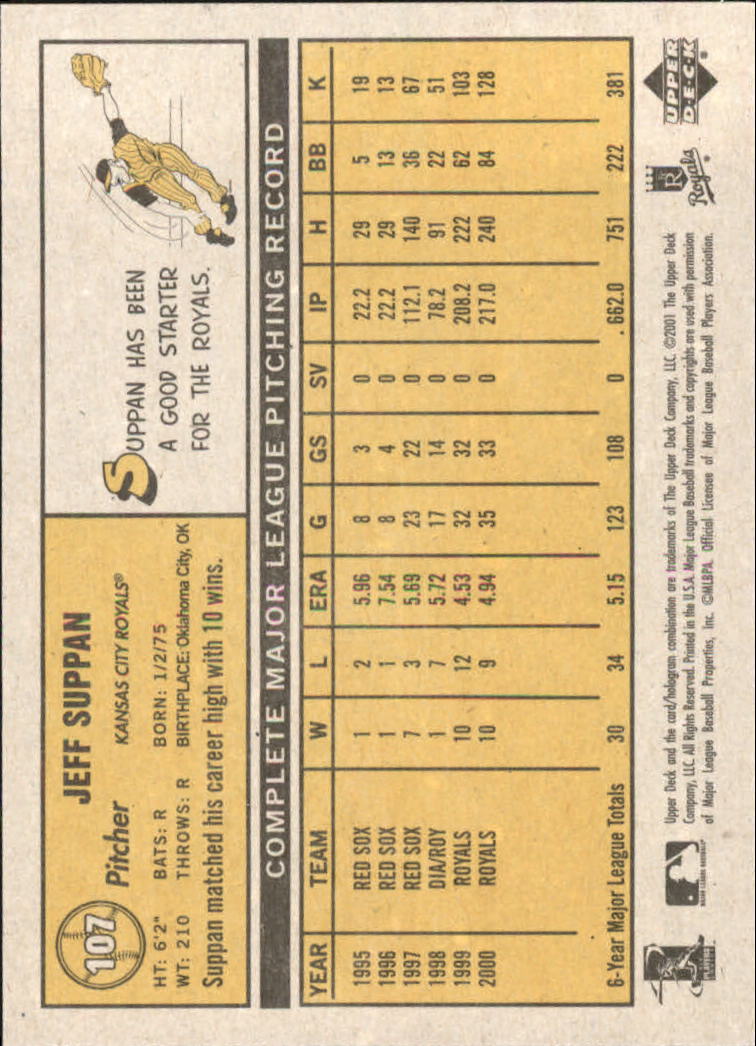 107
JEFF SUPPAN
Pitcher KANSAS CITY ROYALS®
HT: 6'2" BATS: R BORN: 1/2/75
WT: 210 THROWS: R BIRTHPLACE: Oklahoma City, OK
Suppan matched his career high with 10 wins.
SUPPAN HAS BEEN
A GOOD STARTER
FOR THE ROYALS.
COMPLETE MAJOR LEAGUE PITCHING RECORD
YEAR TEAM W L ERA G GS SV IP H BB K
1995 RED SOX 1 2 5.96 8 3 0 22.2 29 5 19
1996 RED SOX 1 1 7.54 8 4 0 22.2 29 13 13
1997 RED SOX 7 3 5.69 23 22 0 112.1 140 36 67
1998 DIA/ROY 1 7 5.72 17 14 0 78.2 91 22 51
1999 ROYALS 10 12 4.53 32 32 0 208.2 222 62 103
2000 ROYALS 10 9 4.94 35 33 0 217.0 240 84 128
6-Year Major League Totals 30 34 5.15 123 108 0 662.0 751 222 381
Upper Deck and the card/hologram combination are trademarks of The Upper Deck Company, LLC. ©2001 The Upper Deck
Company, LLC. All Rights Reserved. Printed in the U.S.A. Major League Baseball trademarks and copyrights are used with permission
of Major League Baseball Properties, Inc. ©MLBPA. Official Licensee of Major League Baseball Players Association.
R
Royals®
UPPER
DECK®